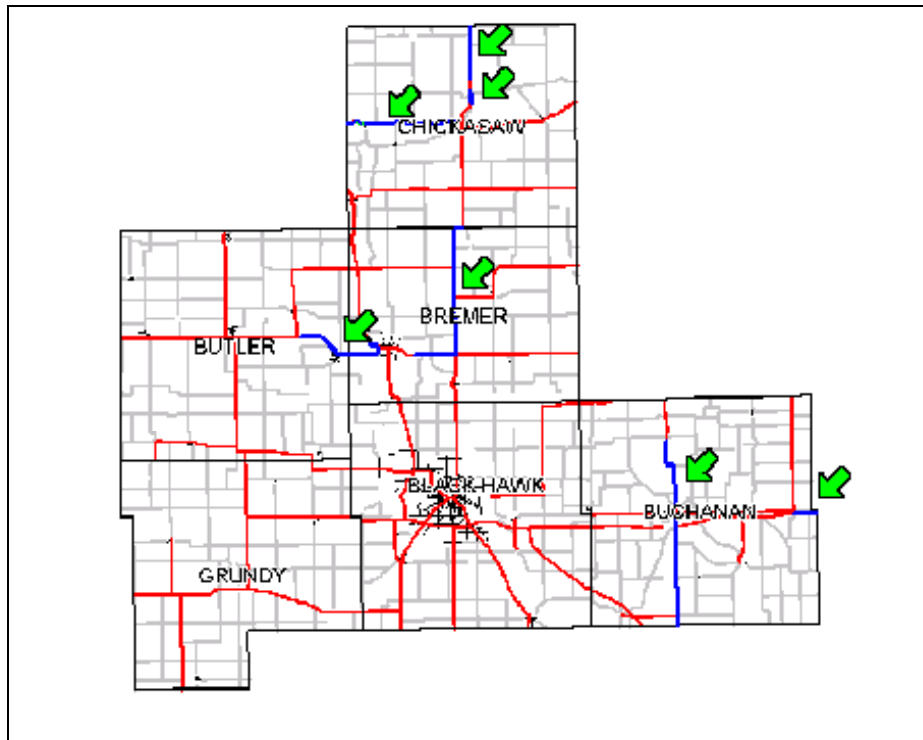 CHICKASAW
BREMER
BUTLER
BLACK HAWK
BUCHANAN
GRUNDY